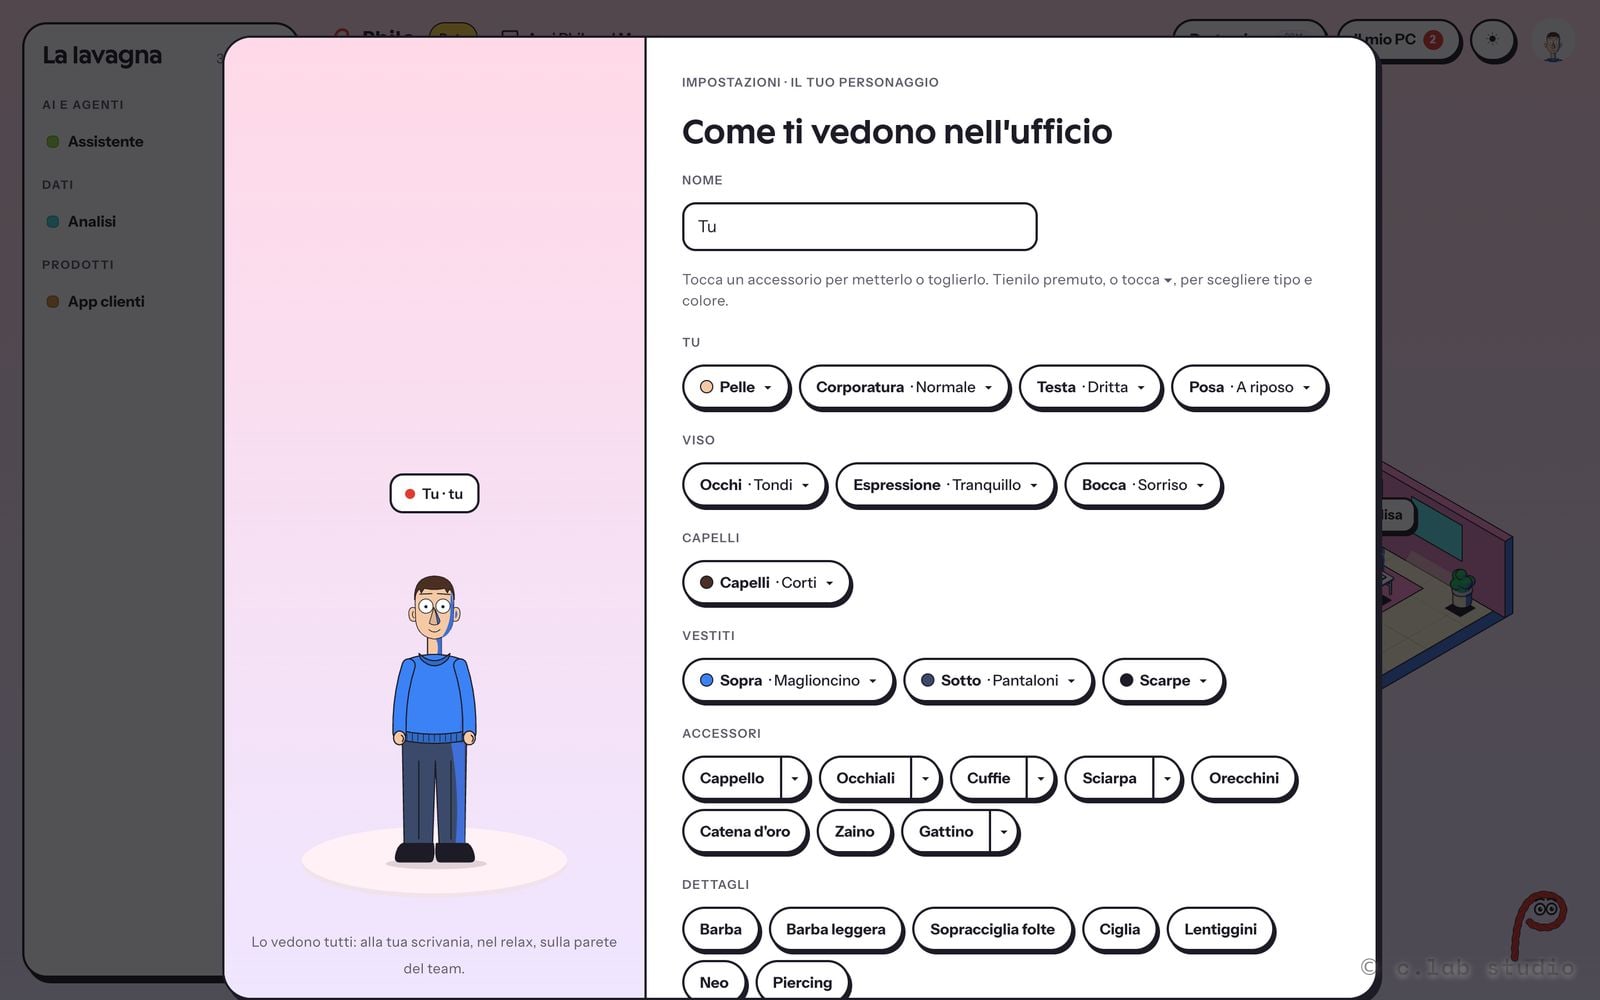 La lavagna
AI E AGENTI
Assistente
DATI
Analisi
PRODOTTI
App clienti
mio PC 2
Tu · tu
Lo vedono tutti: alla tua scrivania, nel relax, sulla parete
del team.
IMPOSTAZIONI · IL TUO PERSONAGGIO
Come ti vedono nell'ufficio
NOME
Tu
Tocca un accessorio per metterlo o toglierlo. Tienilo premuto, o tocca ▾, per scegliere tipo e
colore.
TU
Pelle ▾ Corporatura · Normale ▾ Testa · Dritta ▾ Posa · A riposo ▾
VISO
Occhi · Tondi ▾ Espressione · Tranquillo ▾ Bocca · Sorriso ▾
CAPELLI
Capelli · Corti ▾
VESTITI
Sopra · Maglioncino ▾ Sotto · Pantaloni ▾ Scarpe ▾
ACCESSORI
Cappello ▾ Occhiali ▾ Cuffie ▾ Sciarpa ▾ Orecchini
Catena d'oro Zaino Gattino ▾
DETTAGLI
Barba Barba leggera Sopracciglia folte Ciglia Lentiggini
Neo Piercing
© c.lab studio